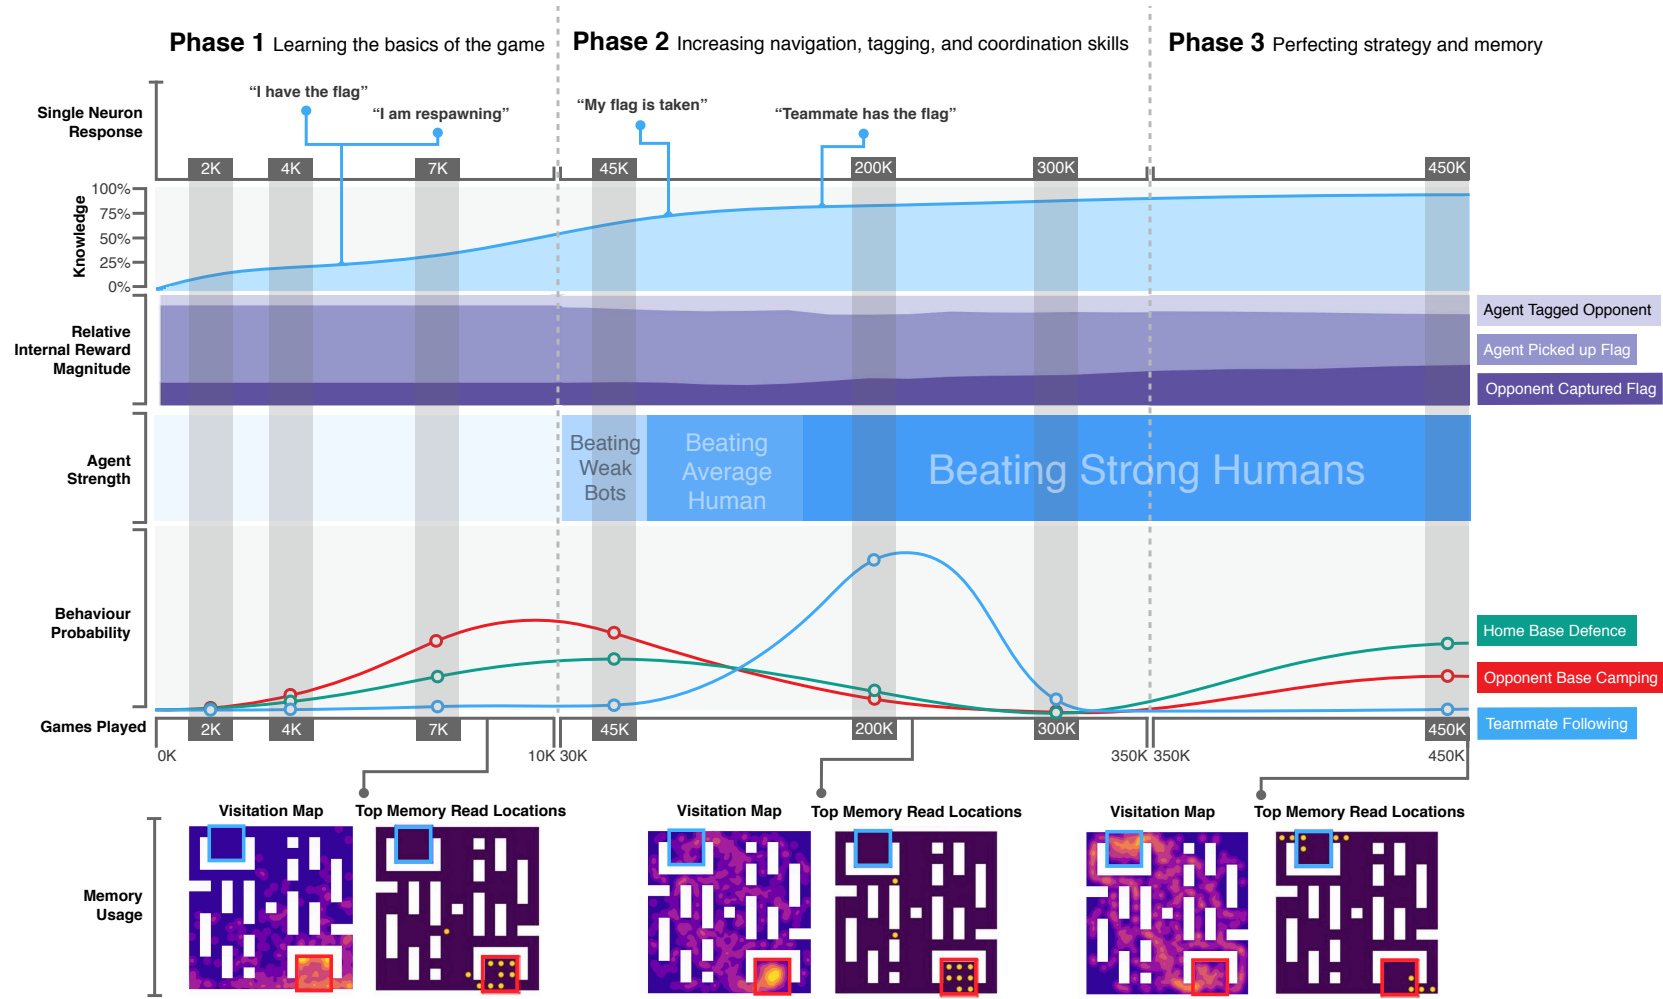 Phase 1 Learning the basics of the game
Phase 2 Increasing navigation, tagging, and coordination skills
Phase 3 Perfecting strategy and memory
Single Neuron
Response
“I have the flag”
“I am respawning”
“My flag is taken”
“Teammate has the flag”
2K
4K
7K
45K
200K
300K
450K
Knowledge
100%
75%
50%
25%
0%
Relative
Internal Reward
Magnitude
Agent Tagged Opponent
Agent Picked up Flag
Opponent Captured Flag
Agent
Strength
Beating
Weak
Bots
Beating
Average
Human
Beating Strong Humans
Behaviour
Probability
Home Base Defence
Opponent Base Camping
Teammate Following
Games Played
2K
4K
7K
45K
200K
300K
450K
0K
10K
30K
350K
350K
450K
Visitation Map
Top Memory Read Locations
Visitation Map
Top Memory Read Locations
Visitation Map
Top Memory Read Locations
Memory
Usage